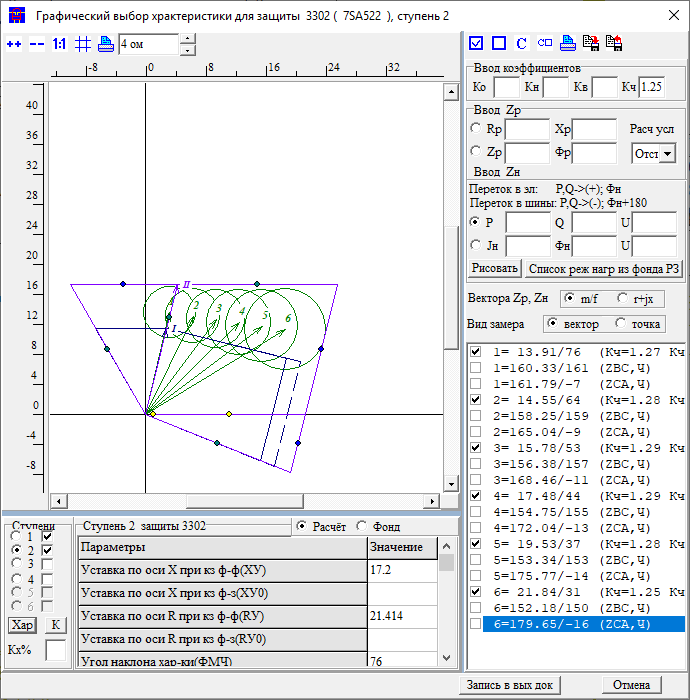 Графический выбор храктеристики для защиты 3302 ( 7SA522 ), ступень 2
++ -- 1:1 4 ом
C
-8 0 8 16 24 32
44
40
36
32
28
24
20
16
12
8
4
0
-4
-8
II
I
1 2 3 4 5 6
Ввод коэффициентов
Ко Кн Кв Кч 1.25
Ввод Zp
Rp Xp Расч усл
Zp Фр Отст
Ввод Zн
Переток в зл: P,Q->(+); Фн
Переток в шины: P,Q->(-); Фн+180
P Q U
Jн Фн U
Рисовать Список реж нагр из фонда РЗ
Вектора Zp, Zн m/f r+jx
Вид замера вектор точка
1= 13.91/76 (Кч=1.27 Кч
1=160.33/161 (ZBC,Ч)
1=161.79/-7 (ZCA,Ч)
2= 14.55/64 (Кч=1.28 Кч
2=158.25/159 (ZBC,Ч)
2=165.04/-9 (ZCA,Ч)
3= 15.78/53 (Кч=1.29 Кч
3=156.38/157 (ZBC,Ч)
3=168.46/-11 (ZCA,Ч)
4= 17.48/44 (Кч=1.29 Кч
4=154.75/155 (ZBC,Ч)
4=172.04/-13 (ZCA,Ч)
5= 19.53/37 (Кч=1.28 Кч
5=153.34/153 (ZBC,Ч)
5=175.77/-14 (ZCA,Ч)
6= 21.84/31 (Кч=1.25 Кч
6=152.18/150 (ZBC,Ч)
6=179.65/-16 (ZCA,Ч)
Ступени
1
2
3
4
5
6
Хар К
Кх%
Ступень 2 защиты 3302 Расчёт Фонд
Параметры Значение
Уставка по оси X при кз ф-ф(ХУ) 17.2
Уставка по оси X при кз ф-з(ХУ0)
Уставка по оси R при кз ф-ф(RУ) 21.414
Уставка по оси R при кз ф-з(RУ0)
Угол наклона хар-ки(ФМЧ) 76
Запись в вых док Отмена